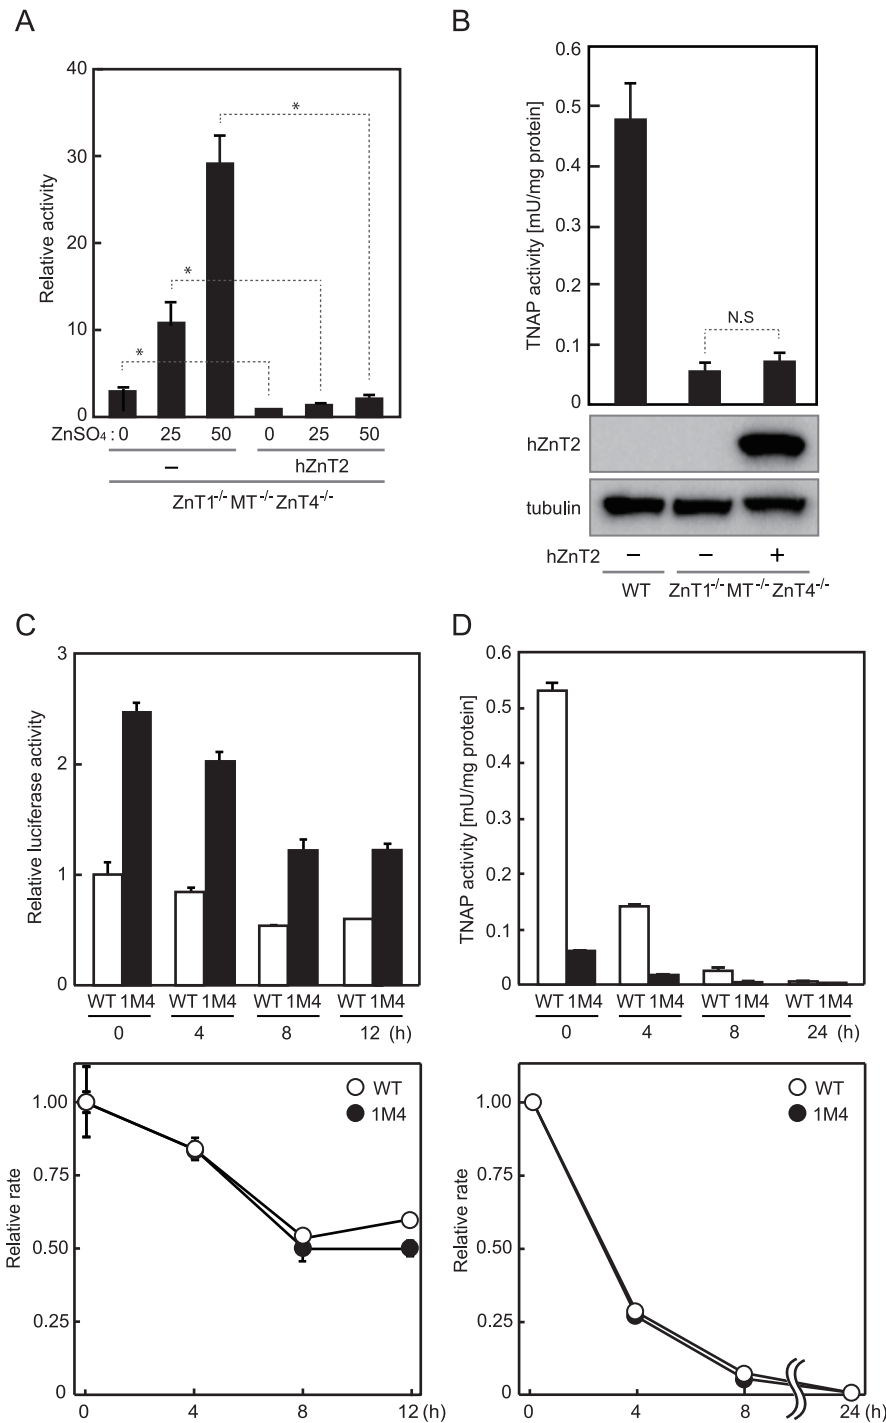 A
40
30
20
10
0
Relative activity
*
*
*
ZnSO4 : 0 25 50 0 25 50
– hZnT2
ZnT1-/- MT-/- ZnT4-/-
B
0.6
0.5
0.4
0.3
0.2
0.1
0
TNAP activity [mU/mg protein]
N.S
hZnT2
tubulin
hZnT2 – – +
WT ZnT1-/- MT-/- ZnT4-/-
C
3
2
1
0
Relative luciferase activity
WT 1M4 WT 1M4 WT 1M4 WT 1M4
0 4 8 12 (h)
1.00
0.75
0.50
0.25
0
Relative rate
WT
1M4
0 4 8 12 (h)
D
0.6
0.5
0.4
0.3
0.2
0.1
0
TNAP activity [mU/mg protein]
WT 1M4 WT 1M4 WT 1M4 WT 1M4
0 4 8 24 (h)
1.00
0.75
0.50
0.25
0
Relative rate
WT
1M4
0 4 8 24 (h)